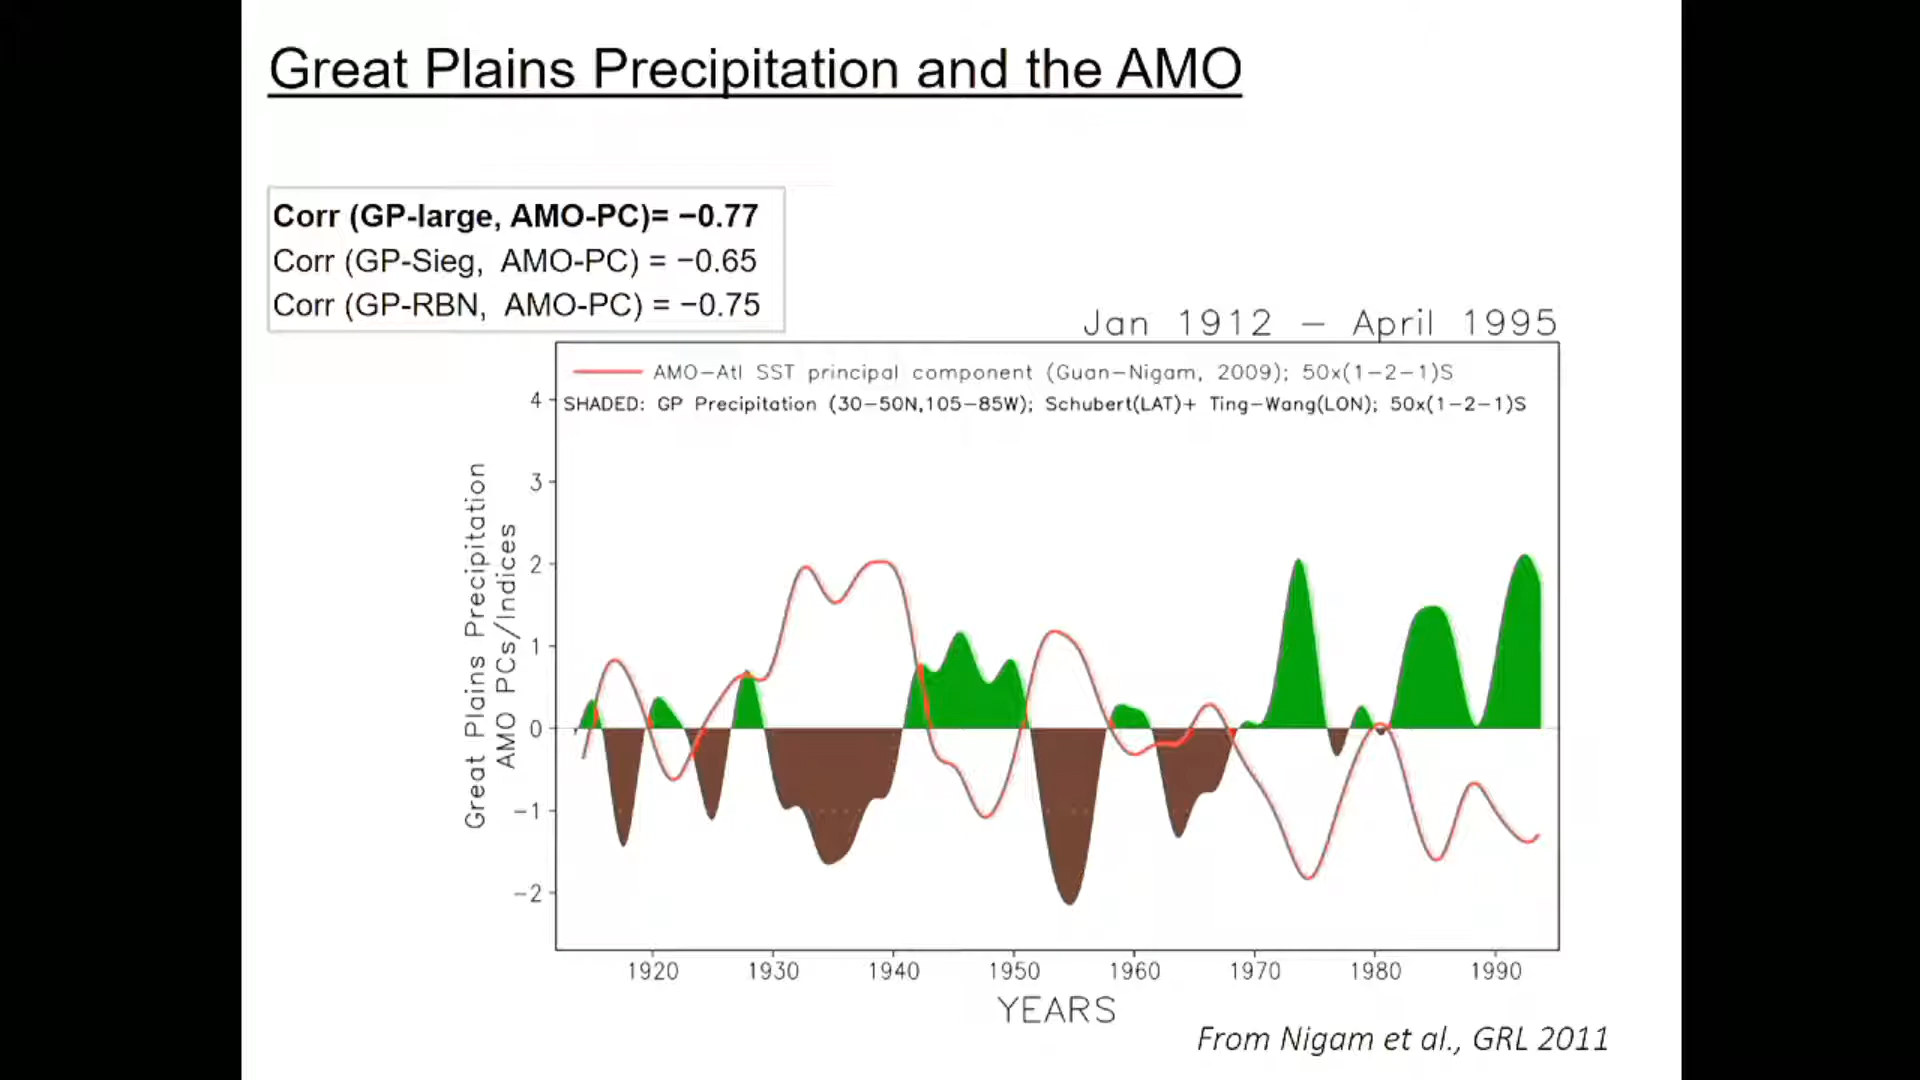 Great Plains Precipitation and the AMO
Corr (GP-large, AMO-PC)= −0.77
Corr (GP-Sieg, AMO-PC) = −0.65
Corr (GP-RBN, AMO-PC) = −0.75
Jan 1912 − April 1995
AMO−Atl SST principal component (Guan−Nigam, 2009); 50x(1−2−1)S
SHADED: GP Precipitation (30−50N,105−85W); Schubert(LAT)+ Ting−Wang(LON); 50x(1−2−1)S
Great Plains Precipitation
AMO PCs/Indices
4
3
2
1
0
−1
−2
1920 1930 1940 1950 1960 1970 1980 1990
YEARS
From Nigam et al., GRL 2011